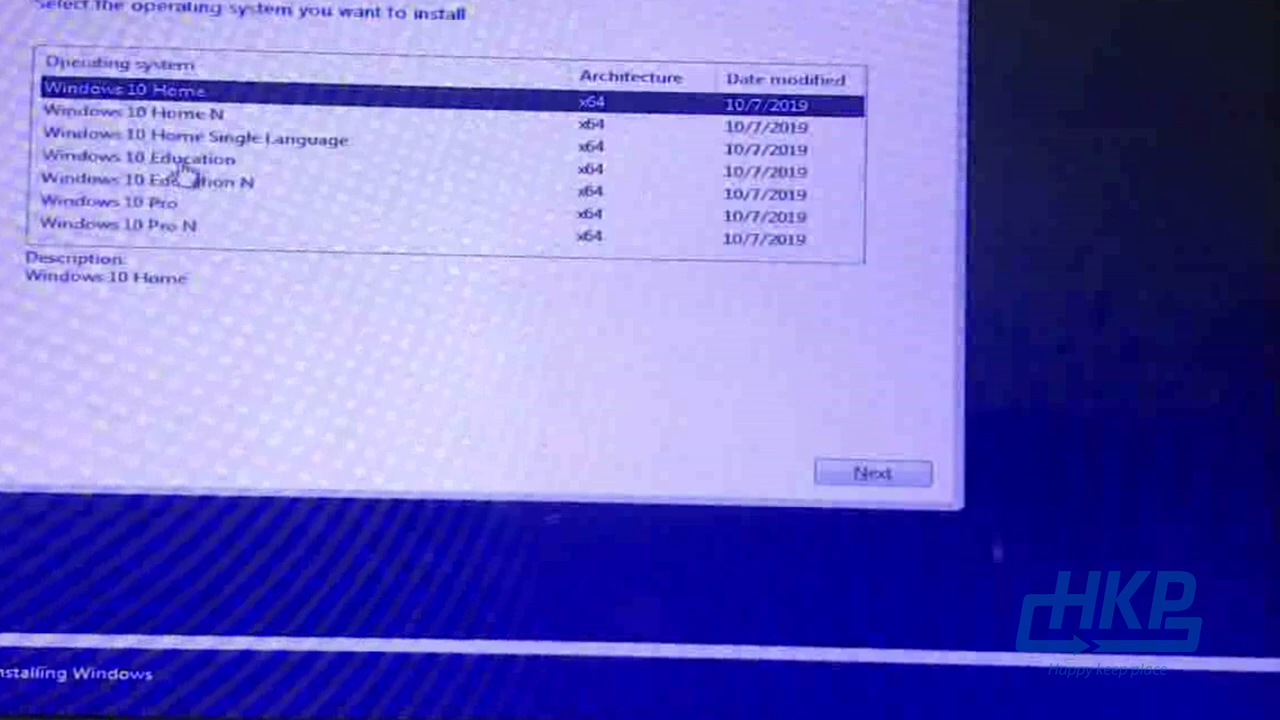 Select the operating system you want to install
Operating system Architecture Date modified
Windows 10 Home x64 10/7/2019
Windows 10 Home N x64 10/7/2019
Windows 10 Home Single Language x64 10/7/2019
Windows 10 Education x64 10/7/2019
Windows 10 Education N x64 10/7/2019
Windows 10 Pro x64 10/7/2019
Windows 10 Pro N x64 10/7/2019
Description:
Windows 10 Home
Next
HKP
Happy keep place
nstalling Windows